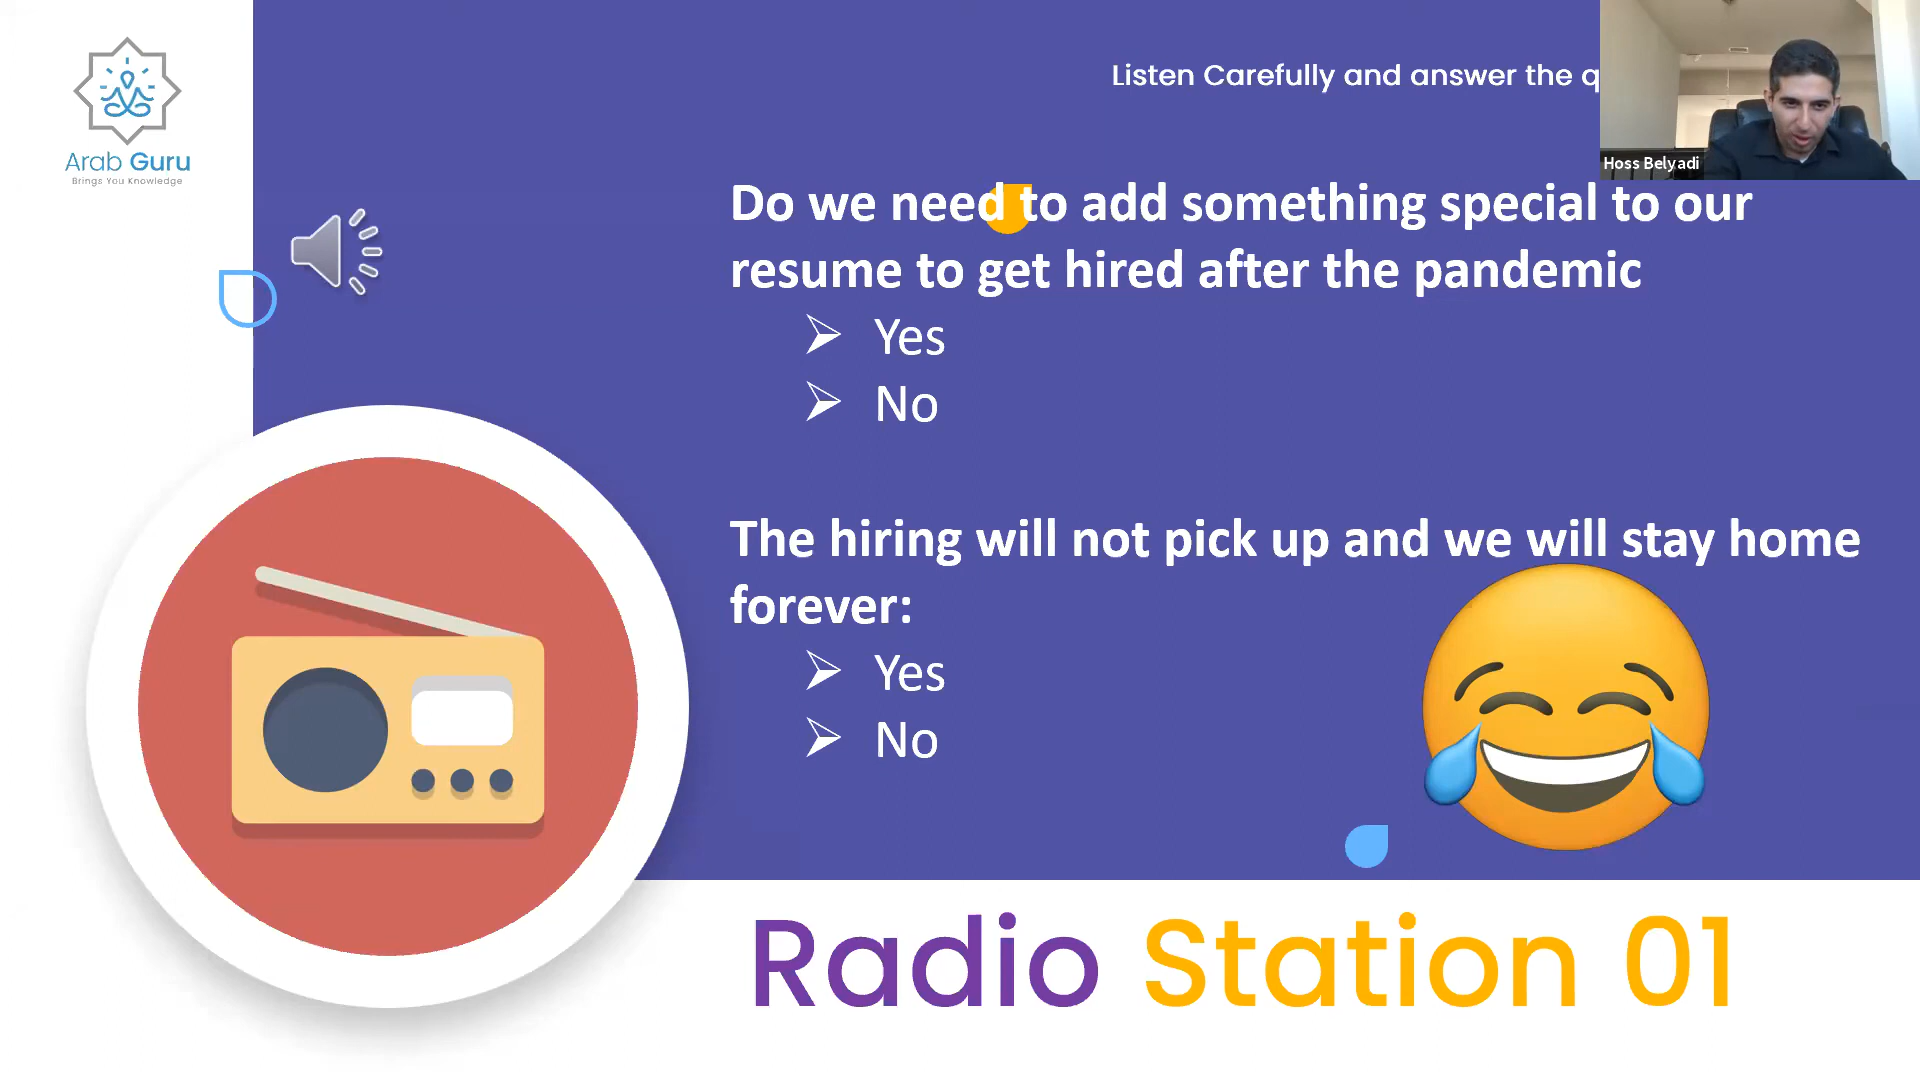 Arab Guru
Brings You Knowledge
Listen Carefully and answer the q
Hoss Belyadi
Do we need to add something special to our
resume to get hired after the pandemic
➢ Yes
➢ No
The hiring will not pick up and we will stay home
forever:
➢ Yes
➢ No
Radio Station 01